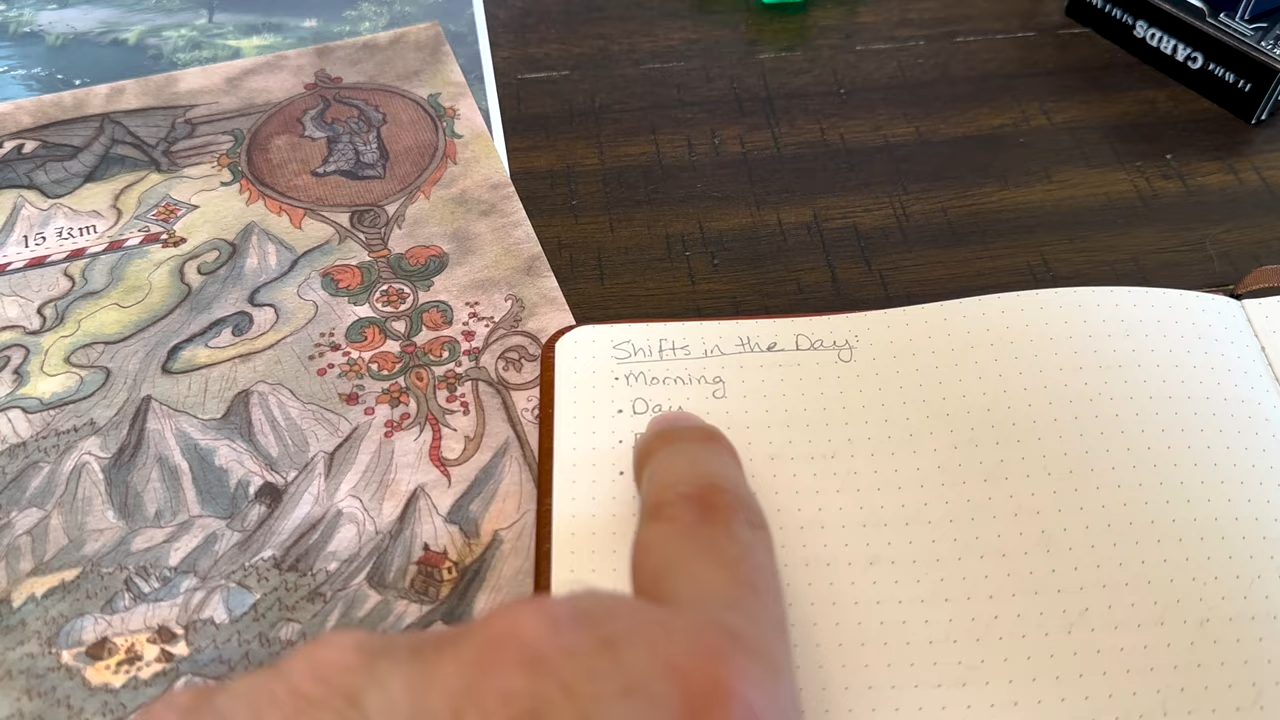 15 Km
CARDS
Shifts in the Day:
• Morning
• Day
•
•